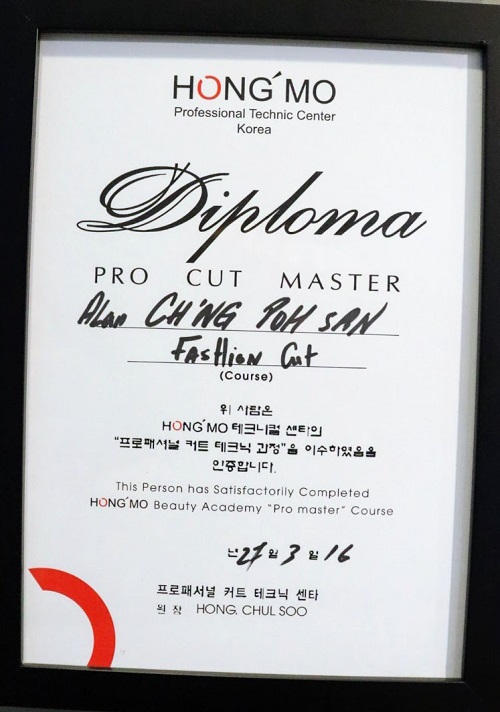 HONG´MO
Professional Technic Center
Korea
Diploma
PRO CUT MASTER
Alan CH'NG POH SAN
FasHion Cut
(Course)
위 사람은
HONG´MO 테크니컬 센타의
“프로패셔널 커트 테크닉 과정”을 이수하였음을
인증합니다.
This Person has Satisfactorily Completed
HONG´MO Beauty Academy “Pro master” Course
년 27 월 3 일 16
프로패셔널 커트 테크닉 센타
원 장 HONG, CHUL SOO